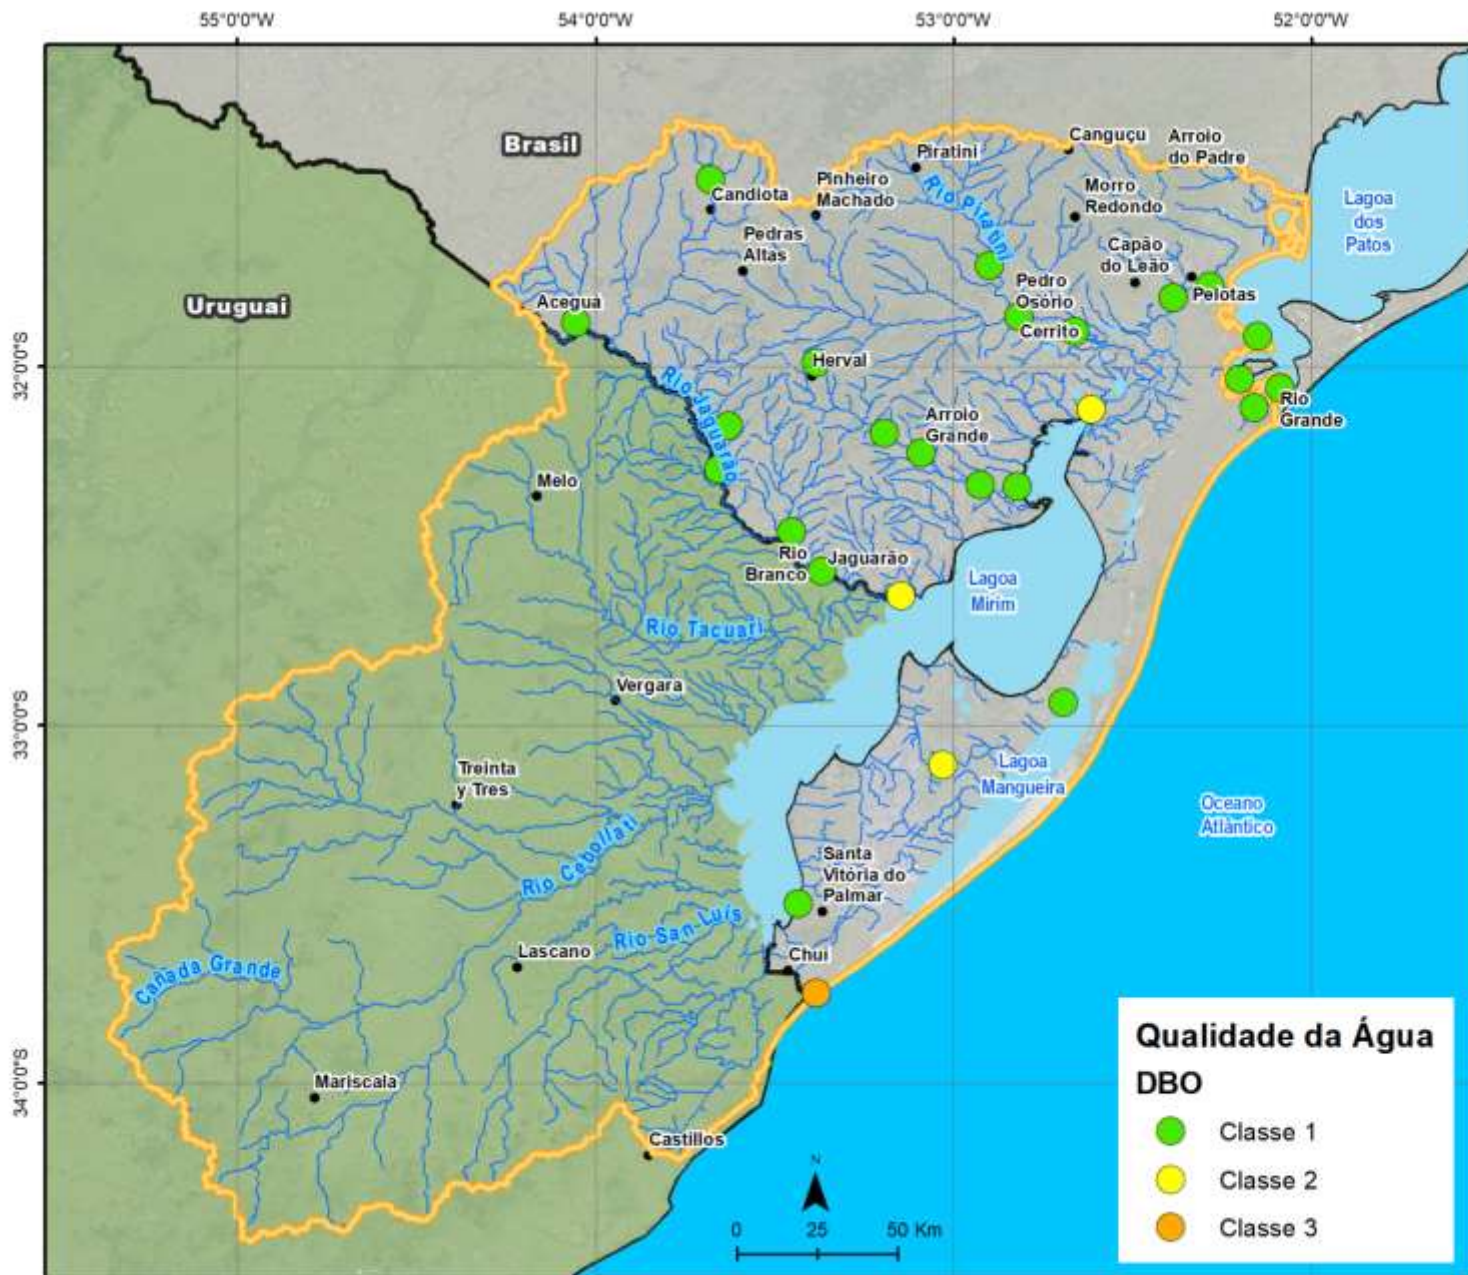 55°0'0"W
54°0'0"W
53°0'0"W
52°0'0"W
Brasil
Canguçu
Arroio
do Padre
Piratini
Pinheiro
Machado
Candiota
Rio Piratini
Morro
Redondo
Lagoa
dos
Patos
Pedras
Altas
Capão
do Leão
Uruguai
Aceguá
Pedro
Osório
Pelotas
Cerrito
32°0'0"S
Herval
Rio Jaguarão
Arroio
Grande
Rio
Grande
Melo
Rio
Branco
Jaguarão
Lagoa
Mirim
Rio Tacuarí
Vergara
33°0'0"S
Treinta
y Tres
Lagoa
Mangueira
Oceano
Atlântico
Rio Cebollatí
Santa
Vitória do
Palmar
Rio San Luís
Lascano
Chuí
Cañada Grande
34°0'0"S
Mariscala
Castillos
N
0 25 50 Km
Qualidade da Água
DBO
Classe 1
Classe 2
Classe 3